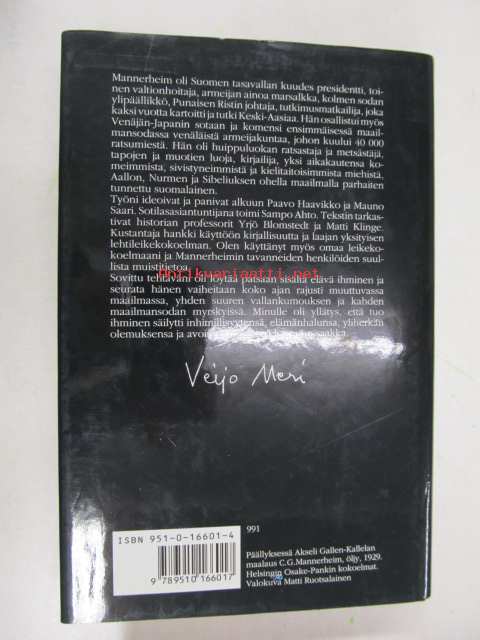 Mannerheim oli Suomen tasavallan kuudes presidentti, toi-
nen valtionhoitaja, armeijan ainoa marsalkka, kolmen sodan
ylipäällikkö, Punaisen Ristin johtaja, tutkimusmatkailija, joka
kaksi vuotta kartoitti ja tutki Keski-Aasiaa. Hän osallistui myös
Venäjän-Japanin sotaan ja komensi ensimmäisessä maail-
mansodassa venäläistä armeijakuntaa, johon kuului 40 000
ratsumiestä. Hän oli huippuluokan ratsastaja ja metsästäjä,
tapojen ja muotien luoja, kirjailija, yksi aikakautensa ko-
meimmista, sivistyneimmistä ja kielitaitoisimmista miehistä,
Aallon, Nurmen ja Sibeliuksen ohella maailmalla parhaiten
tunnettu suomalainen.
Työni ideoivat ja panivat alkuun Paavo Haavikko ja Mauno
Saari. Sotilasasiantuntijana toimi Sampo Ahto. Tekstin tarkas-
tivat historian professorit Yrjö Blomstedt ja Matti Klinge.
Kustantaja hankki käyttöön kirjallisuutta ja laajan yksityisen
lehtileikekokoelman. Olen käyttänyt myös omaa leikeko-
koelmaani ja Mannerheimin tavanneiden henkilöiden suul-
lista muistitietoa.
Antikvariaatti.net
Sovittu tehtäväni oli löytää patsaan sisältä elävä ihminen ja
seurata hänen vaiheitaan koko ajan rajusti muuttuvassa
maailmassa, yhden suuren vallankumouksen ja kahden
maailmansodan myrskyissä. Minulle oli yllätys, että tuo
ihminen säilytti inhimillisyytensä, elämänhalunsa, yliherkän
olemuksensa ja
Veijo Meri
991
ISBN 951-0-16601-4
9 789510 166017
Päällyksessä Akseli Gallen-Kallelan
maalaus C.G.Mannerheim, öljy, 1929.
Helsingin Osake-Pankin kokoelmat.
Valokuva Matti Ruotsalainen